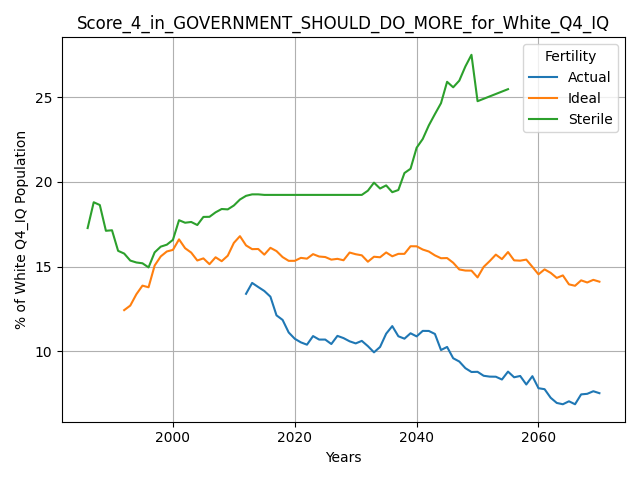 Score_4_in_GOVERNMENT_SHOULD_DO_MORE_for_White_Q4_IQ
Fertility
Actual
Ideal
Sterile
% of White Q4_IQ Population
25
20
15
10
2000
2020
2040
2060
Years